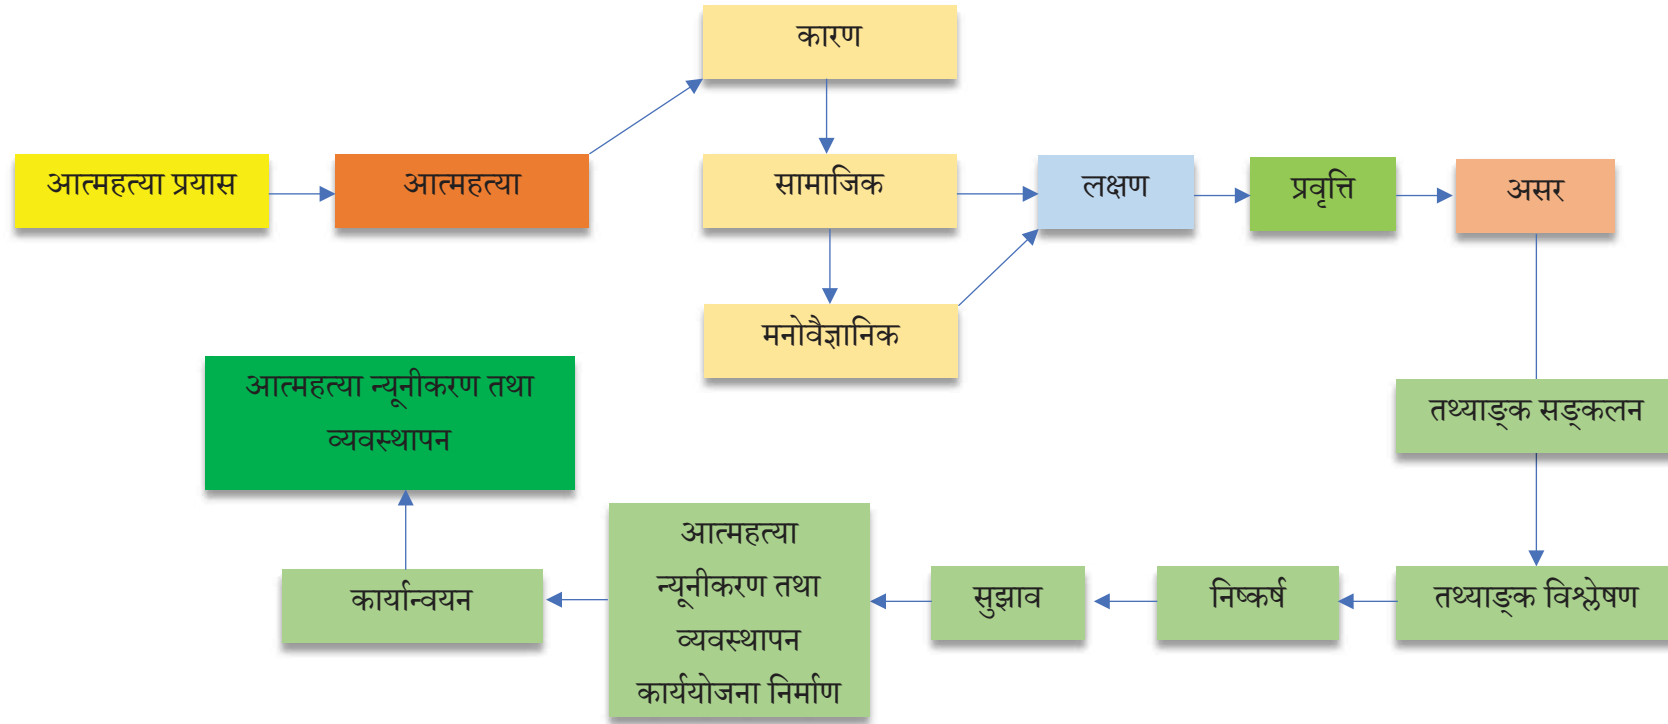 कारण
आत्महत्या प्रयास
आत्महत्या
सामाजिक
लक्षण
प्रवृत्ति
असर
मनोवैज्ञानिक
तथ्याङ्क सङ्कलन
तथ्याङ्क विश्लेषण
निष्कर्ष
सुझाव
आत्महत्या
न्यूनीकरण तथा
व्यवस्थापन
कार्ययोजना निर्माण
कार्यान्वयन
आत्महत्या न्यूनीकरण तथा
व्यवस्थापन